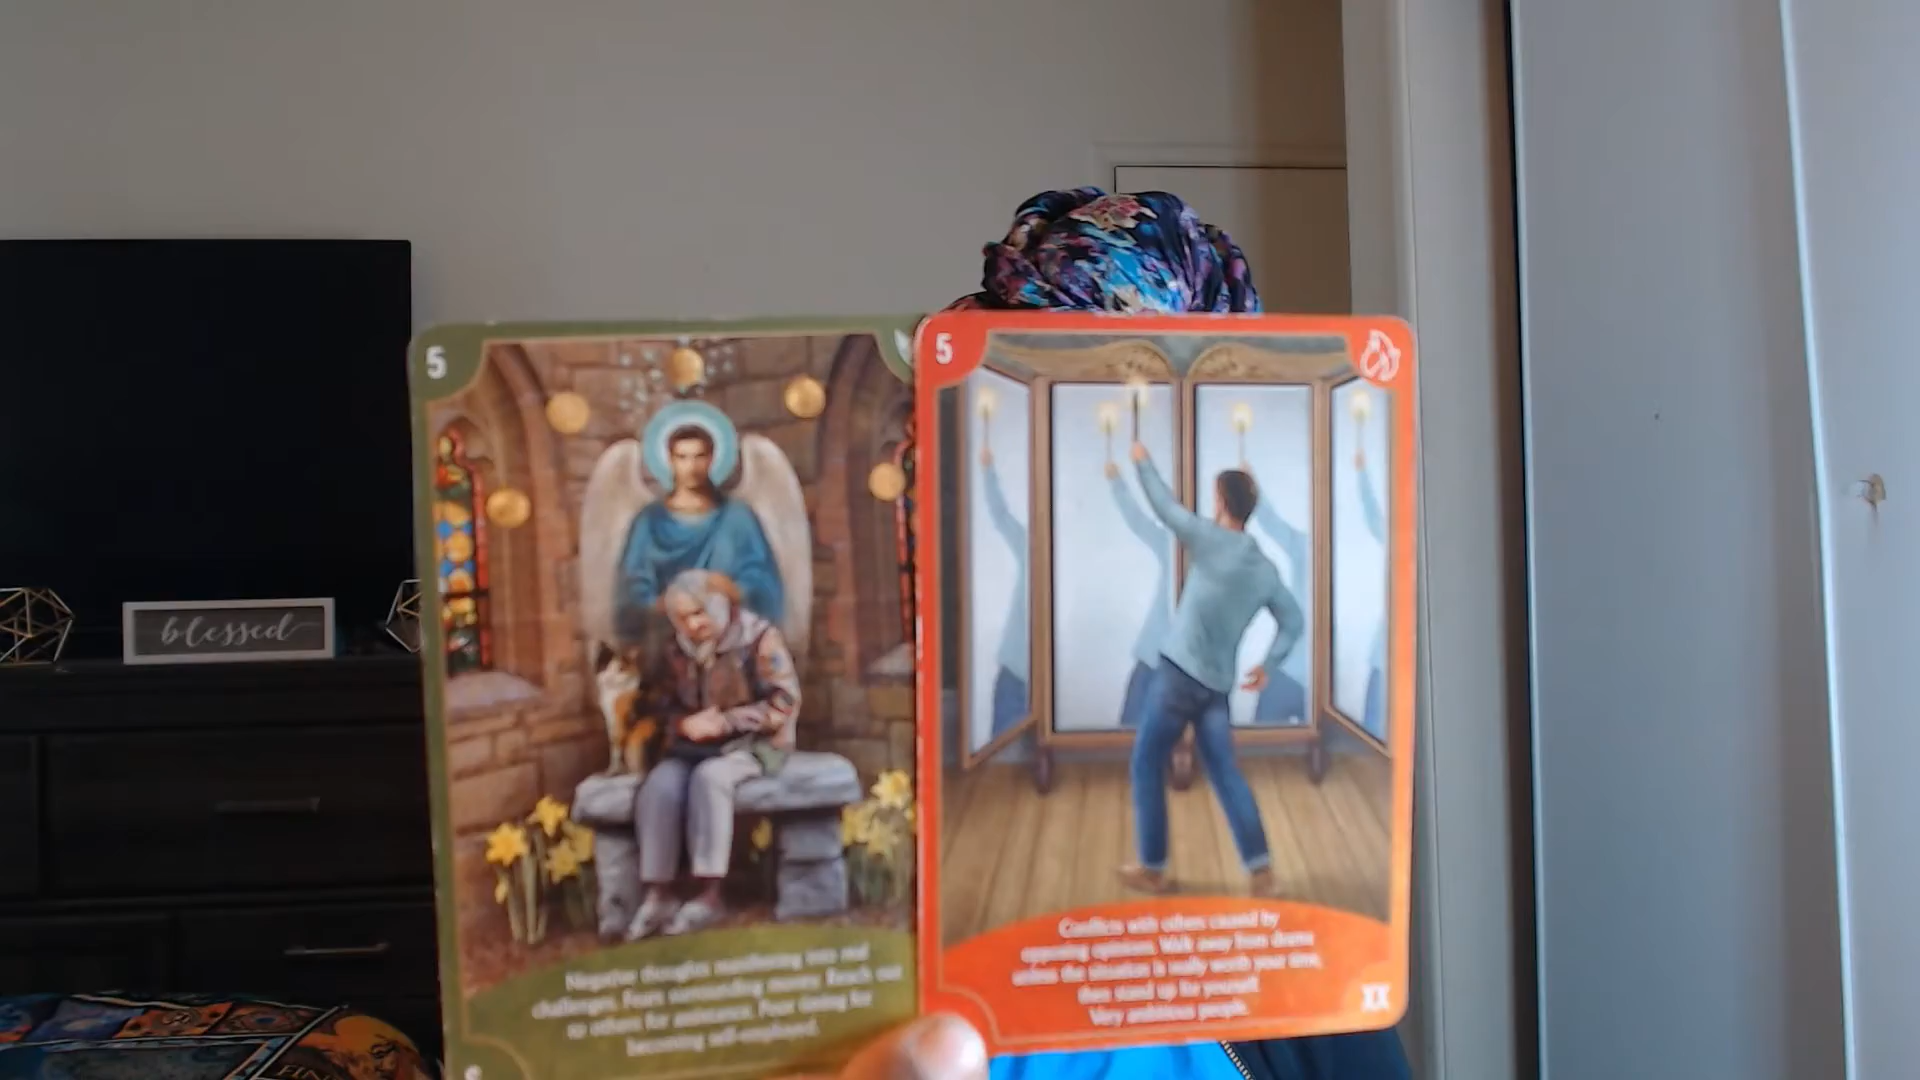 blessed
5
Negative thoughts manifesting into real
challenges. Fears surrounding money. Reach out
to others for assistance. Poor timing for
becoming self-employed.
5
Conflicts with others caused by
opposing opinions. Walk away from drama
unless the situation is really worth your time,
then stand up for yourself.
Very ambitious people.